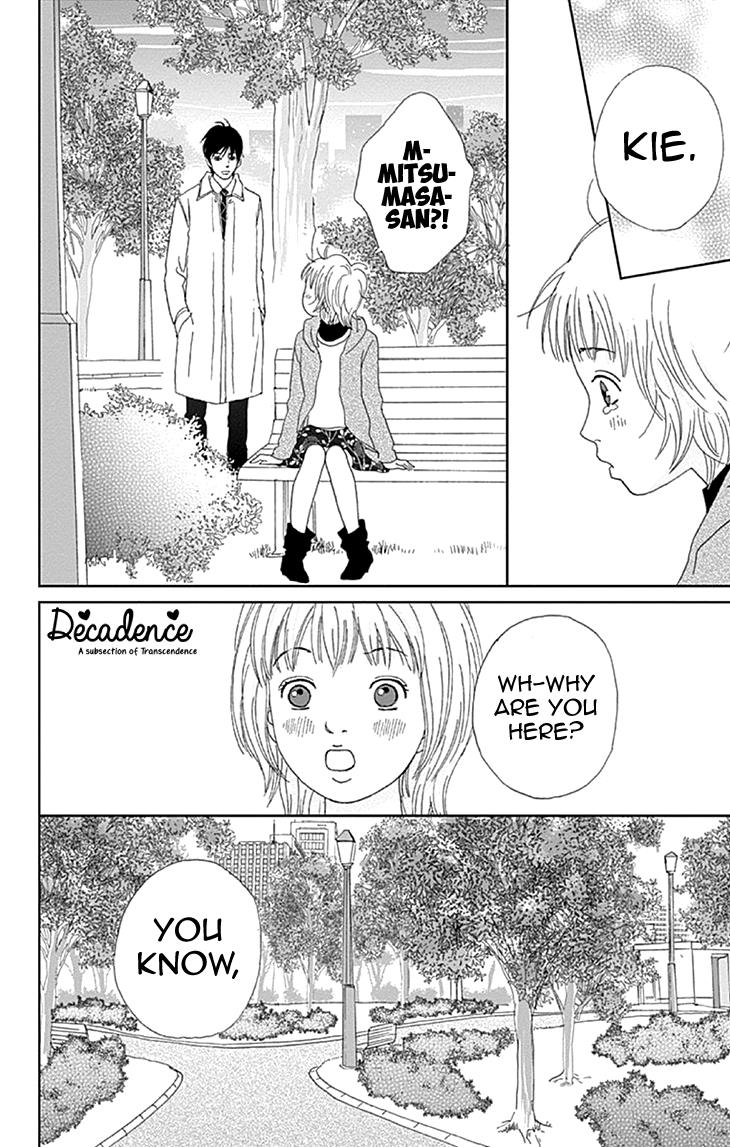 KIE.
M-
MITSU-
MASA-
SAN?!
Decadence
A subsection of Transcendence
WH-WHY
ARE YOU
HERE?
YOU
KNOW,